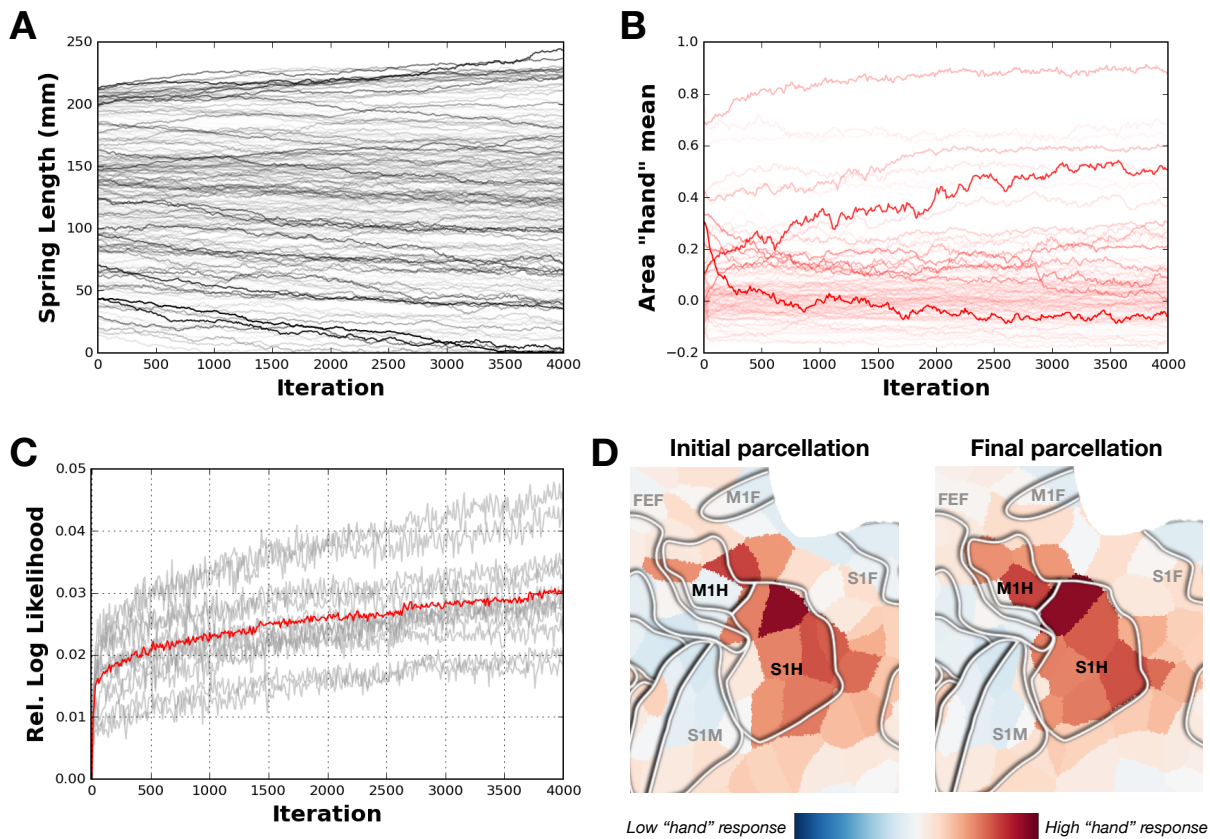 A
Spring Length (mm)
250
200
150
100
50
0
0 500 1000 1500 2000 2500 3000 3500 4000
Iteration
B
Area "hand" mean
1.0
0.8
0.6
0.4
0.2
0.0
−0.2
0 500 1000 1500 2000 2500 3000 3500 4000
Iteration
C
Rel. Log Likelihood
0.05
0.04
0.03
0.02
0.01
0.00
0 500 1000 1500 2000 2500 3000 3500 4000
Iteration
D
Initial parcellation
FEF
M1F
S1F
M1H
S1H
S1M
Final parcellation
FEF
M1F
S1F
M1H
S1H
S1M
Low “hand” response
High “hand” response